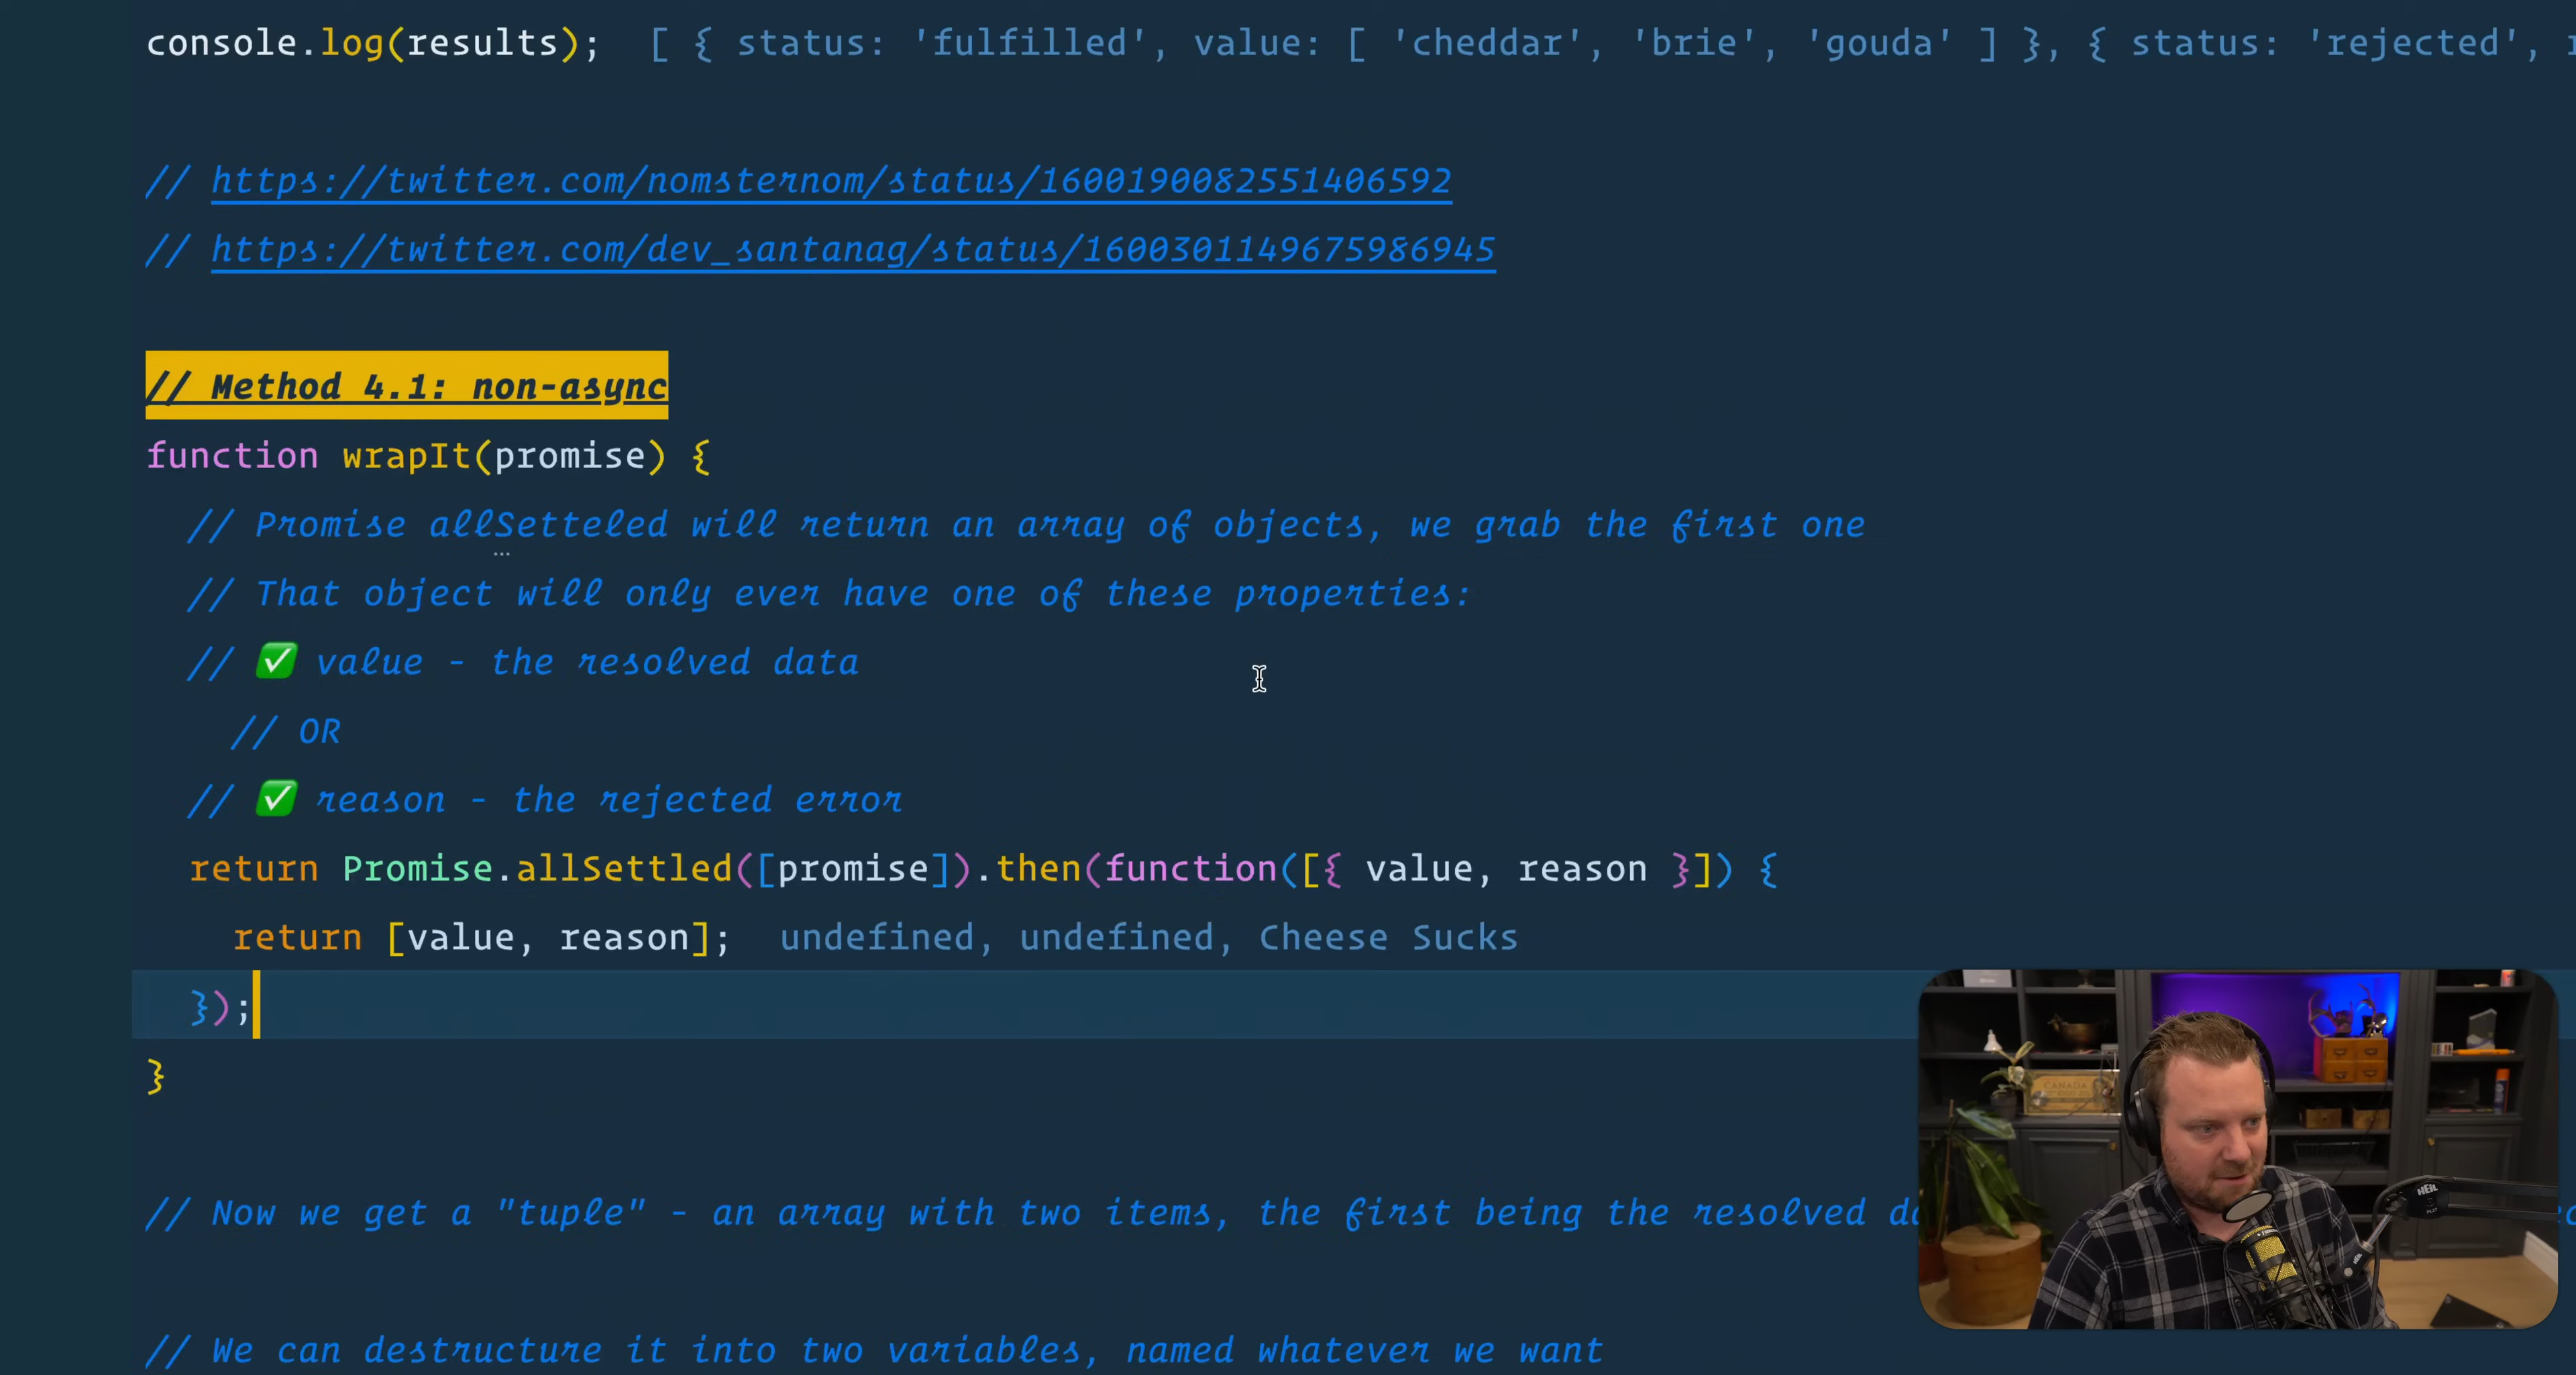 console.log(results); [ { status: 'fulfilled', value: [ 'cheddar', 'brie', 'gouda' ] }, { status: 'rejected',
// https://twitter.com/nomsternom/status/1600190082551406592
// https://twitter.com/dev_santanag/status/1600301149675986945
// Method 4.1: non-async
function wrapIt(promise) {
// Promise allSetteled will return an array of objects, we grab the first one
// That object will only ever have one of these properties:
// ✅ value - the resolved data
// OR
// ✅ reason - the rejected error
return Promise.allSettled([promise]).then(function([{ value, reason }]) {
return [value, reason]; undefined, undefined, Cheese Sucks
});
}
// Now we get a "tuple" - an array with two items, the first being the resolved
// We can destructure it into two variables, named whatever we want
CANADA
HEIL